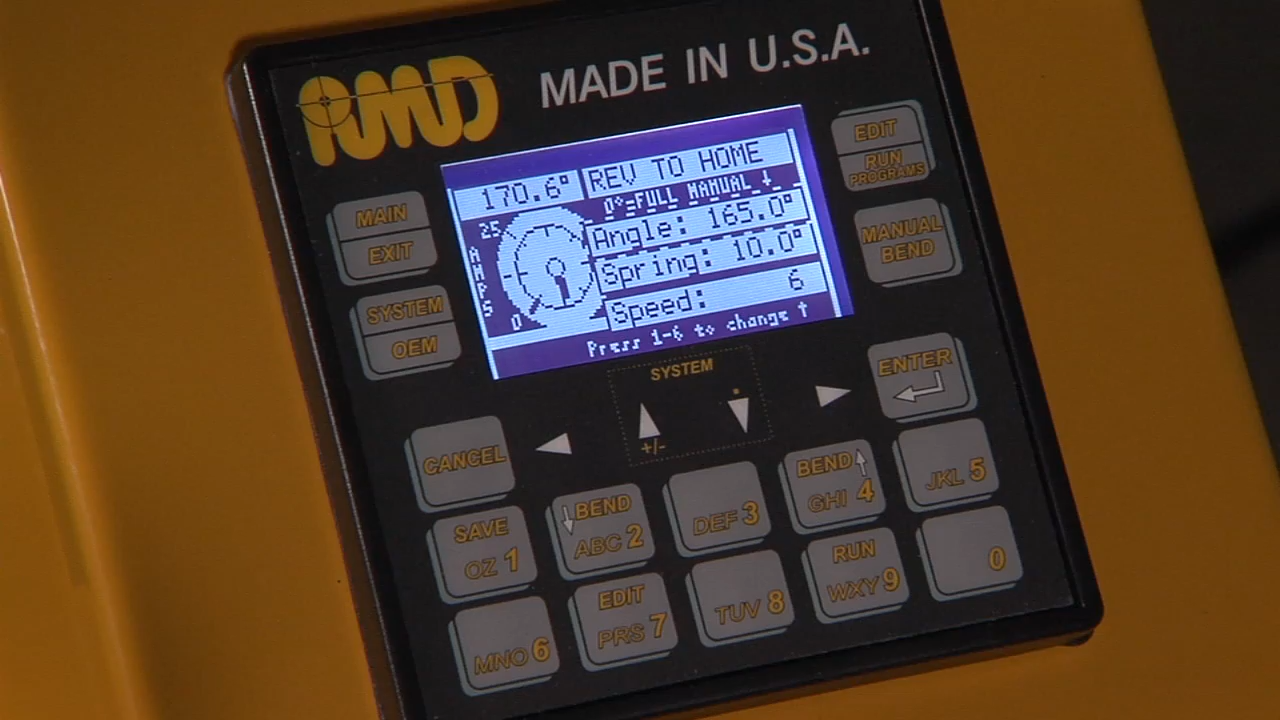 RMD MADE IN U.S.A.
170.6° REV TO HOME
0°=FULL MANUAL ↓
25 Angle: 165.0°
AMPS Spring: 10.0°
0 Speed: 6
Press 1-6 to change ↑
EDIT
RUN
PROGRAMS
MAIN
EXIT
MANUAL
BEND
SYSTEM
OEM
SYSTEM
+/-
ENTER
CANCEL
SAVE
OZ 1
↓BEND
ABC 2
DEF 3
BEND↑
GHI 4
JKL 5
MNO 6
EDIT
PRS 7
TUV 8
RUN
WXY 9
0